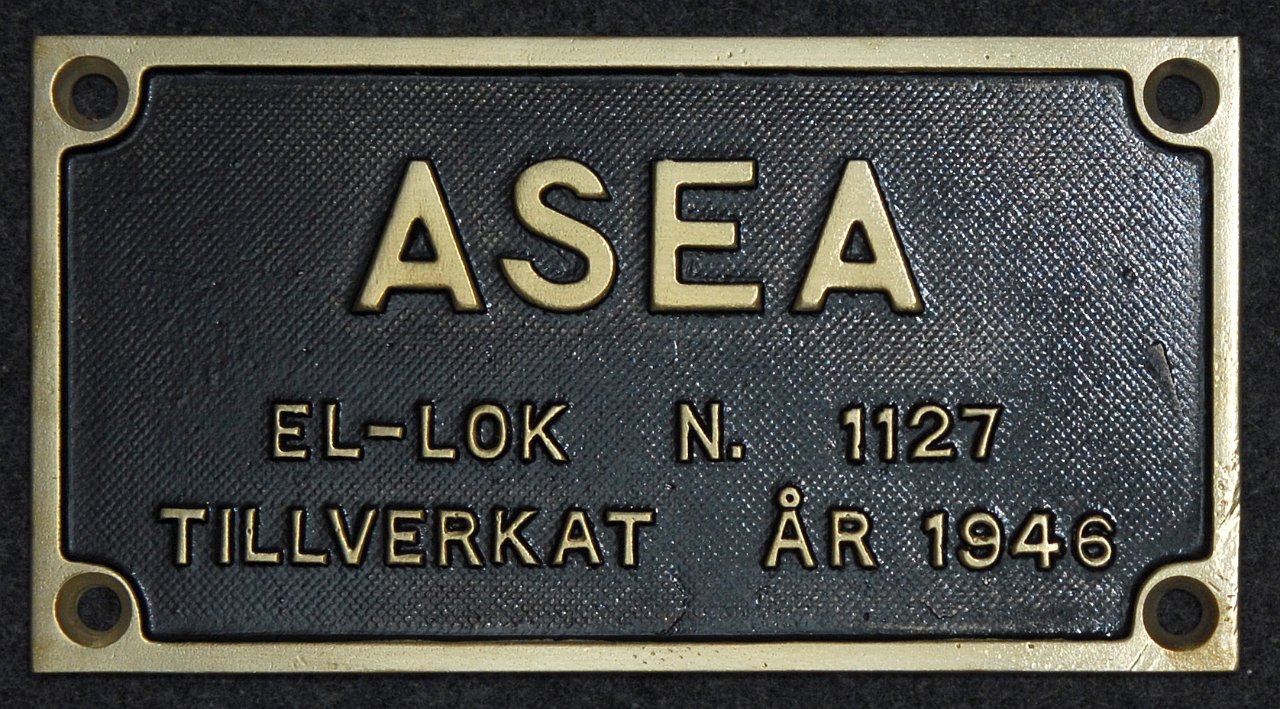 ASEA
EL-LOK N. 1127
TILLVERKAT ÅR 1946